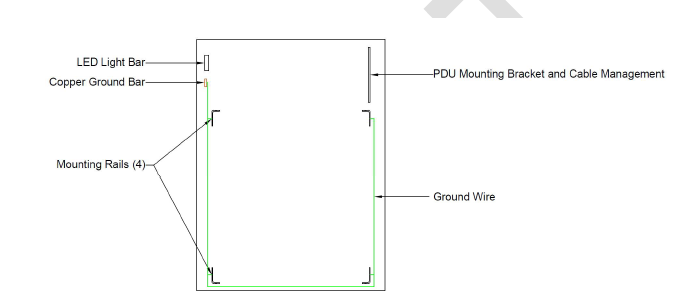 LED Light Bar
Copper Ground Bar
PDU Mounting Bracket and Cable Management
Mounting Rails (4)
Ground Wire